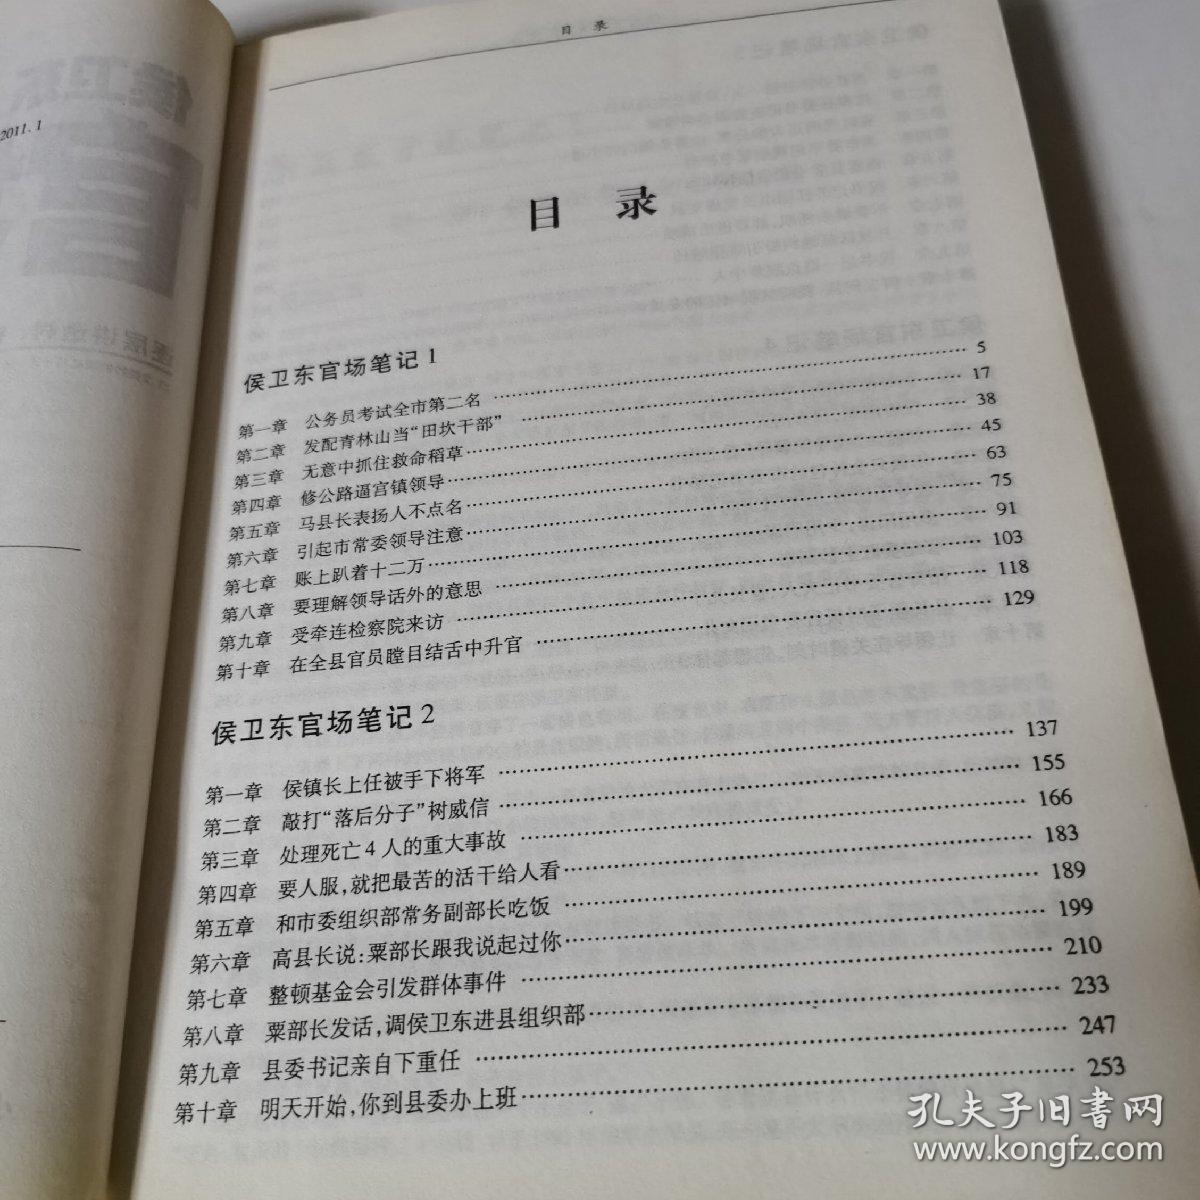 2011.1
目 录
目 录
侯卫东官场笔记1
第一章 公务员考试全市第二名 5
第二章 发配青林山当“田坎干部” 17
第三章 无意中抓住救命稻草 38
第四章 修公路逼宫镇领导 45
第五章 马县长表扬人不点名 63
第六章 引起市常委领导注意 75
第七章 账上趴着十二万 91
第八章 要理解领导话外的意思 103
第九章 受牵连检察院来访 118
第十章 在全县官员瞠目结舌中升官 129
侯卫东官场笔记2
第一章 侯镇长上任被手下将军 137
第二章 敲打“落后分子”树威信 155
第三章 处理死亡4人的重大事故 166
第四章 要人服,就把最苦的活干给人看 183
第五章 和市委组织部常务副部长吃饭 189
第六章 高县长说:粟部长跟我说起过你 199
第七章 整顿基金会引发群体事件 210
第八章 粟部长发话,调侯卫东进县组织部 233
第九章 县委书记亲自下重任 247
第十章 明天开始,你到县委办上班 253
孔夫子旧书网
www.kongfz.com